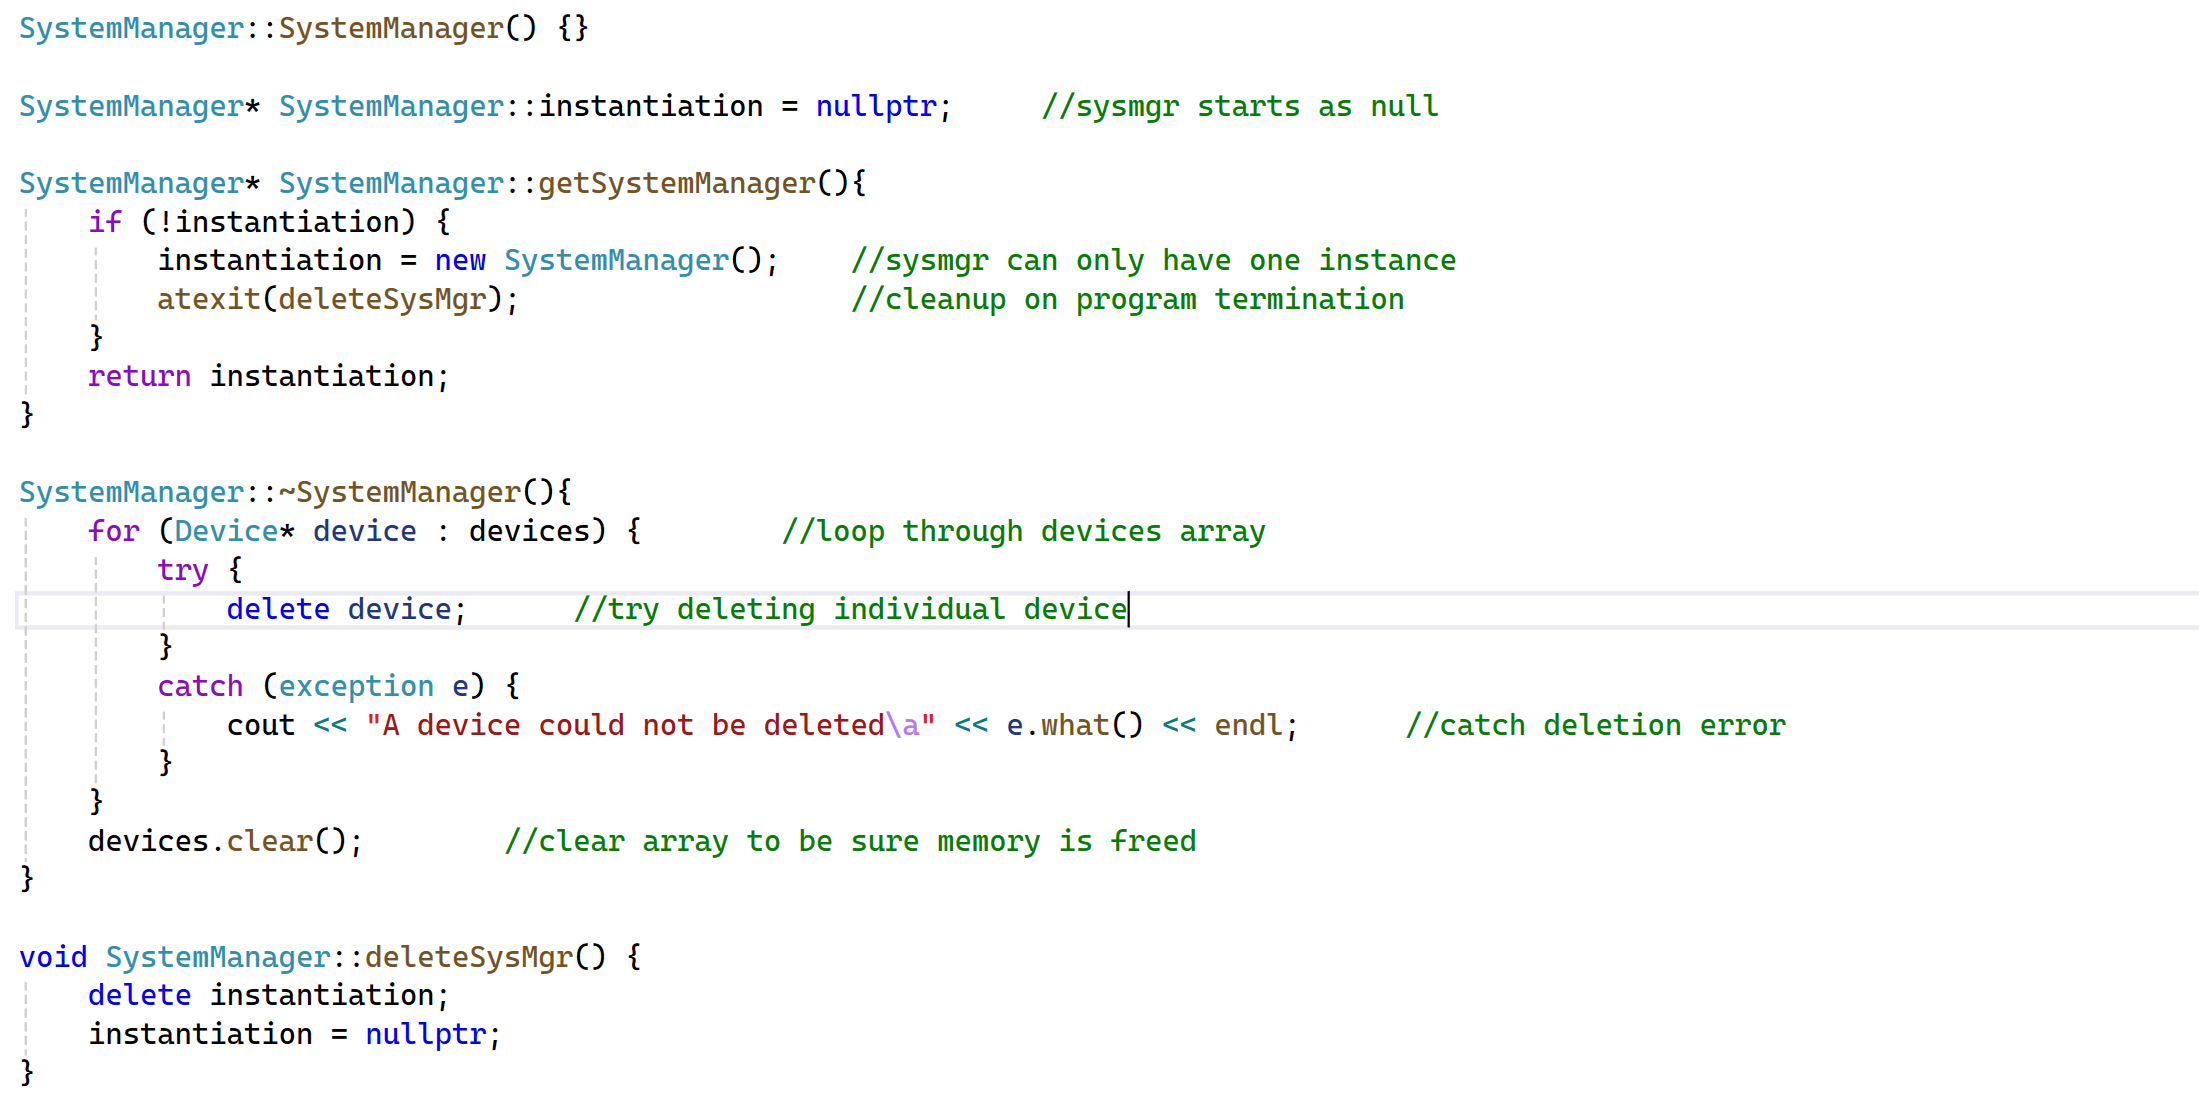 SystemManager::SystemManager() {}
SystemManager* SystemManager::instantiation = nullptr;     //sysmgr starts as null
SystemManager* SystemManager::getSystemManager(){
    if (!instantiation) {
        instantiation = new SystemManager();    //sysmgr can only have one instance
        atexit(deleteSysMgr);                   //cleanup on program termination
    }
    return instantiation;
}
SystemManager::~SystemManager(){
    for (Device* device : devices) {        //loop through devices array
        try {
            delete device;      //try deleting individual device
        }
        catch (exception e) {
            cout << "A device could not be deleted\a" << e.what() << endl;      //catch deletion error
        }
    }
    devices.clear();        //clear array to be sure memory is freed
}
void SystemManager::deleteSysMgr() {
    delete instantiation;
    instantiation = nullptr;
}